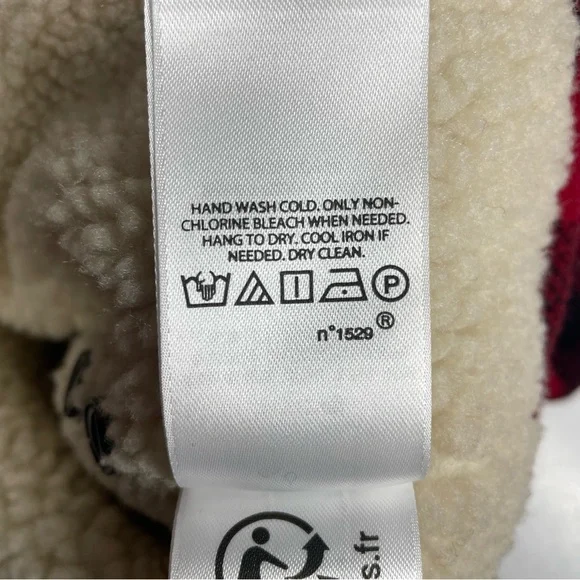 HAND WASH COLD. ONLY NON-
CHLORINE BLEACH WHEN NEEDED.
HANG TO DRY. COOL IRON IF
NEEDED. DRY CLEAN.
P
n°1529 ®
s.fr